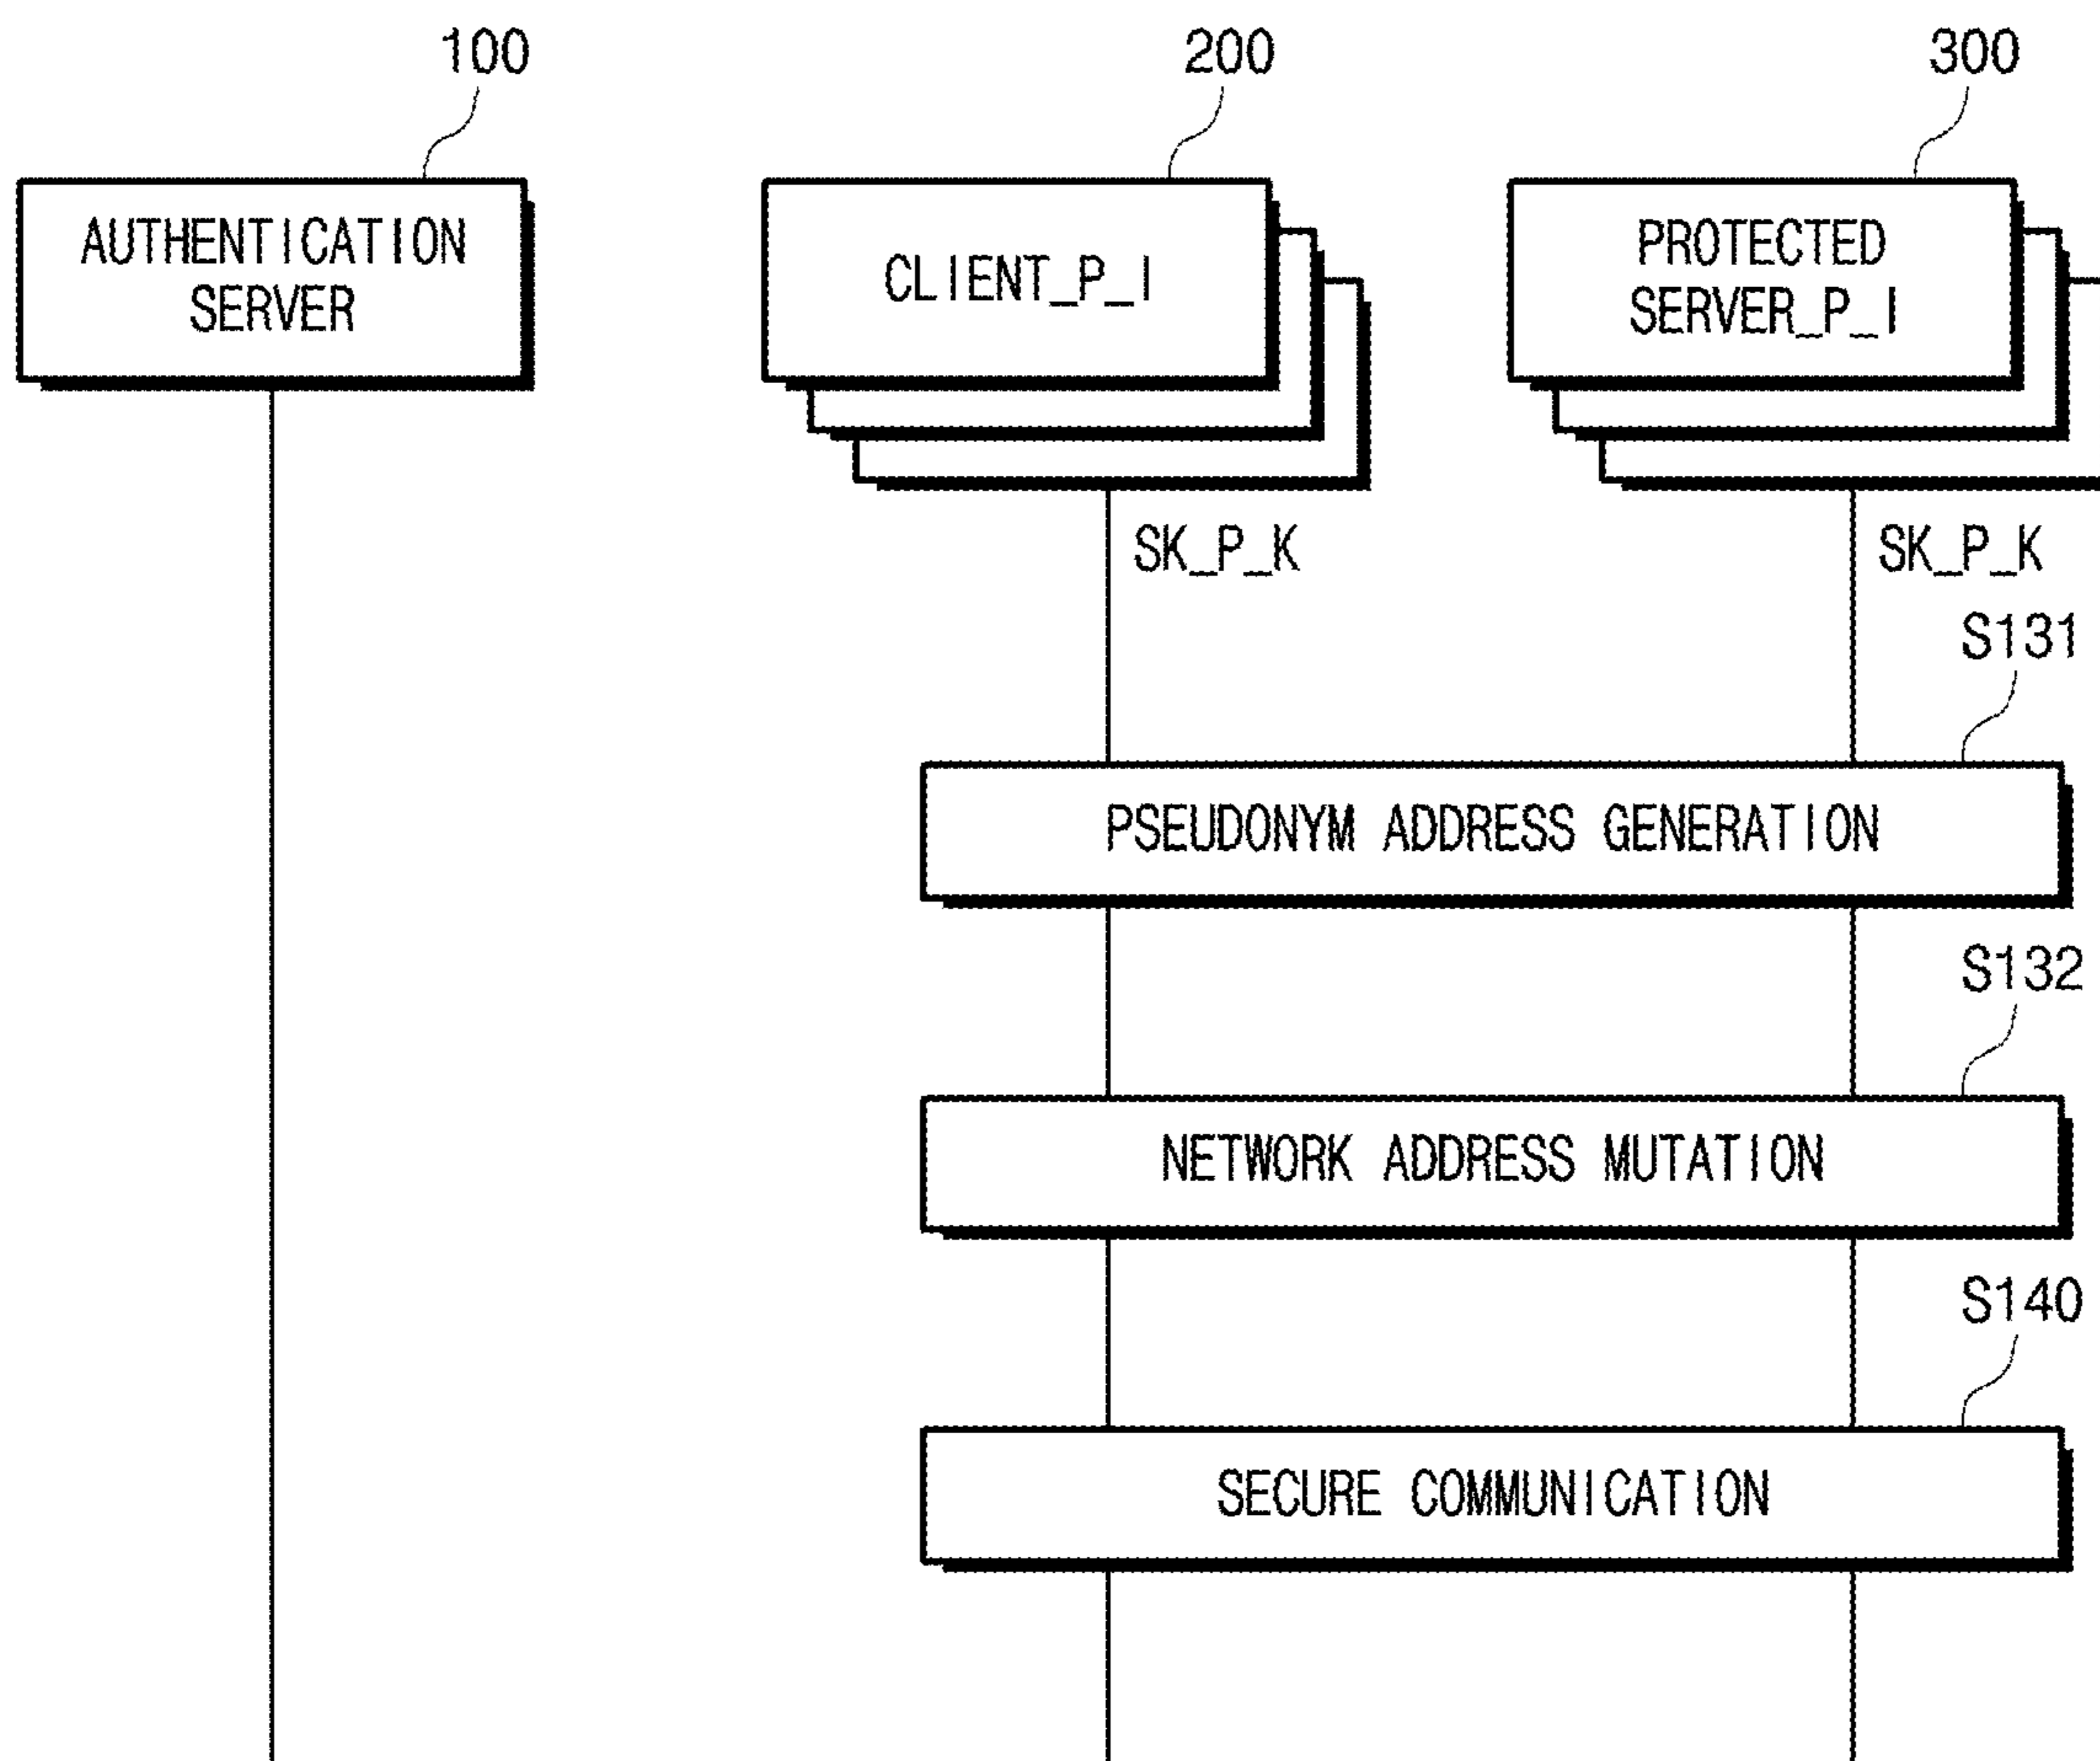 100
200
300
AUTHENTICATION
SERVER
CLIENT_P_I
PROTECTED
SERVER_P_I
SK_P_K
SK_P_K
S131
PSEUDONYM ADDRESS GENERATION
S132
NETWORK ADDRESS MUTATION
S140
SECURE COMMUNICATION